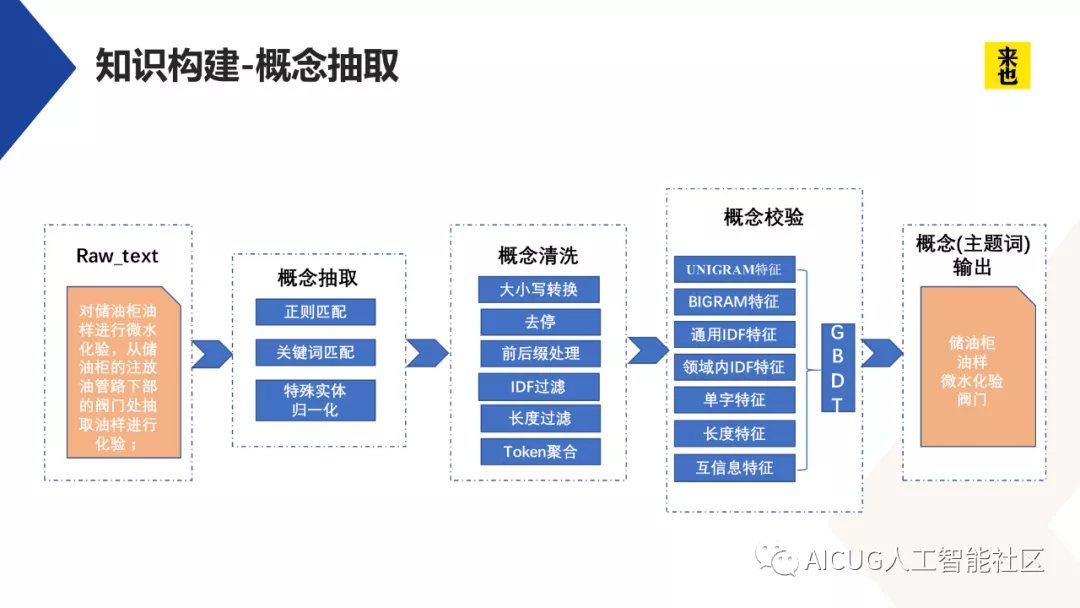 知识构建-概念抽取
来
也
Raw_text
对储油柜油
样进行微水
化验，从储
油柜的注放
油管路下部
的阀门处抽
取油样进行
化验；
概念抽取
正则匹配
关键词匹配
特殊实体
归一化
概念清洗
大小写转换
去停
前后缀处理
IDF过滤
长度过滤
Token聚合
概念校验
UNIGRAM特征
BIGRAM特征
通用IDF特征
领域内IDF特征
单字特征
长度特征
互信息特征
G
B
D
T
概念(主题词)
输出
储油柜
油样
微水化验
阀门
AICUG人工智能社区